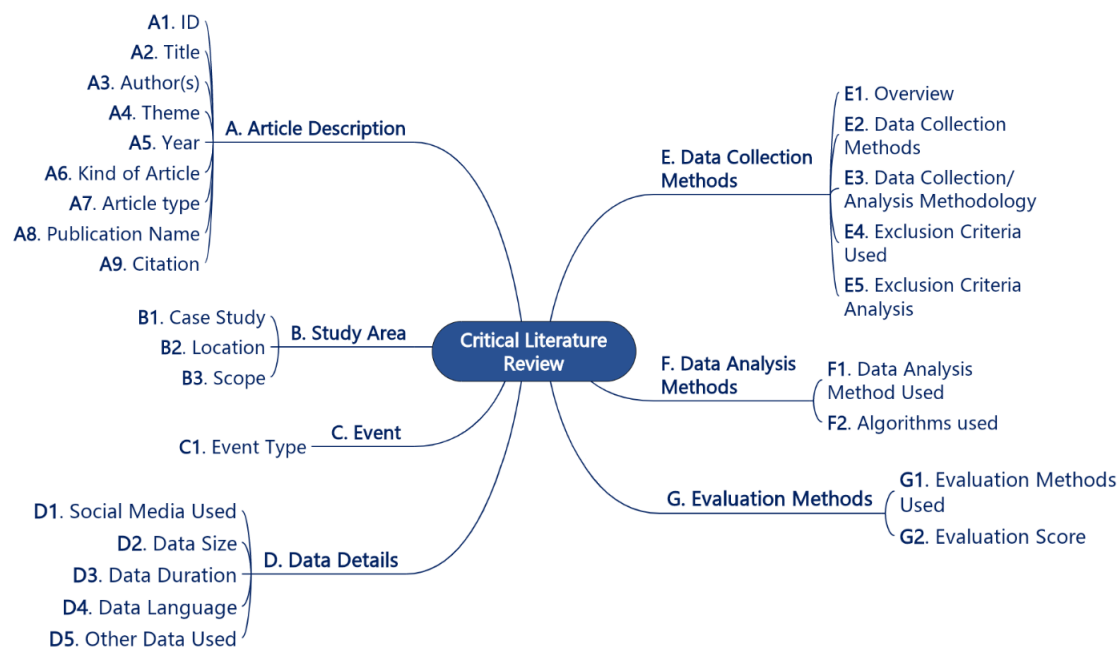 A1. ID
A2. Title
A3. Author(s)
A4. Theme
A5. Year
A6. Kind of Article
A7. Article type
A8. Publication Name
A9. Citation
A. Article Description
B1. Case Study
B2. Location
B3. Scope
B. Study Area
C1. Event Type
C. Event
D1. Social Media Used
D2. Data Size
D3. Data Duration
D4. Data Language
D5. Other Data Used
D. Data Details
Critical Literature
Review
E. Data Collection
Methods
E1. Overview
E2. Data Collection
Methods
E3. Data Collection/
Analysis Methodology
E4. Exclusion Criteria
Used
E5. Exclusion Criteria
Analysis
F. Data Analysis
Methods
F1. Data Analysis
Method Used
F2. Algorithms used
G. Evaluation Methods
G1. Evaluation Methods
Used
G2. Evaluation Score